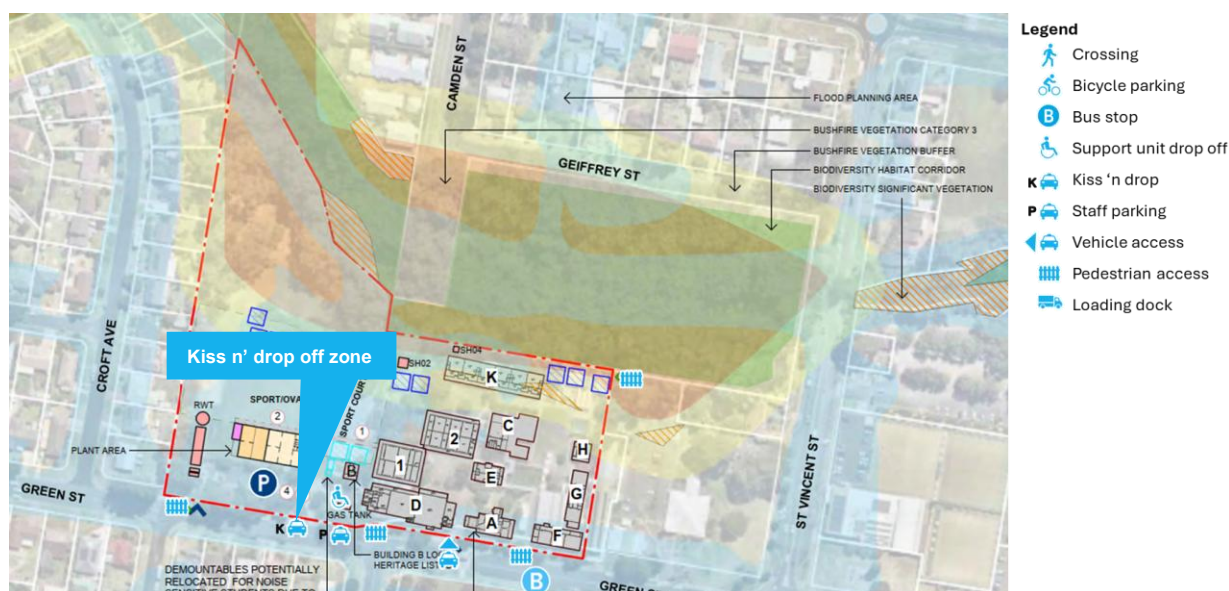 Legend
Crossing
Bicycle parking
B
Bus stop
Support unit drop off
K
Kiss ‘n drop
P
Staff parking
Vehicle access
Pedestrian access
Loading dock
CAMDEN ST
FLOOD PLANNING AREA
BUSHFIRE VEGETATION CATEGORY 3
BUSHFIRE VEGETATION BUFFER
BIODIVERSITY HABITAT CORRIDOR
BIODIVERSITY SIGNIFICANT VEGETATION
GEIFFREY ST
CROFT AVE
Kiss n’ drop off zone
SH04
SH02
K
SPORT/OVA
SPORT COUR
RWT
2
1
2
C
H
PLANT AREA
1
E
B
G
P
4
D
GREEN ST
GAS TANK
A
F
K
P
ST VINCENT ST
BUILDING B LO
HERITAGE LIST
B
DEMOUNTABLES POTENTIALLY
RELOCATED FOR NOISE
SENSITIVE STUDENTS DUE TO
GREEN